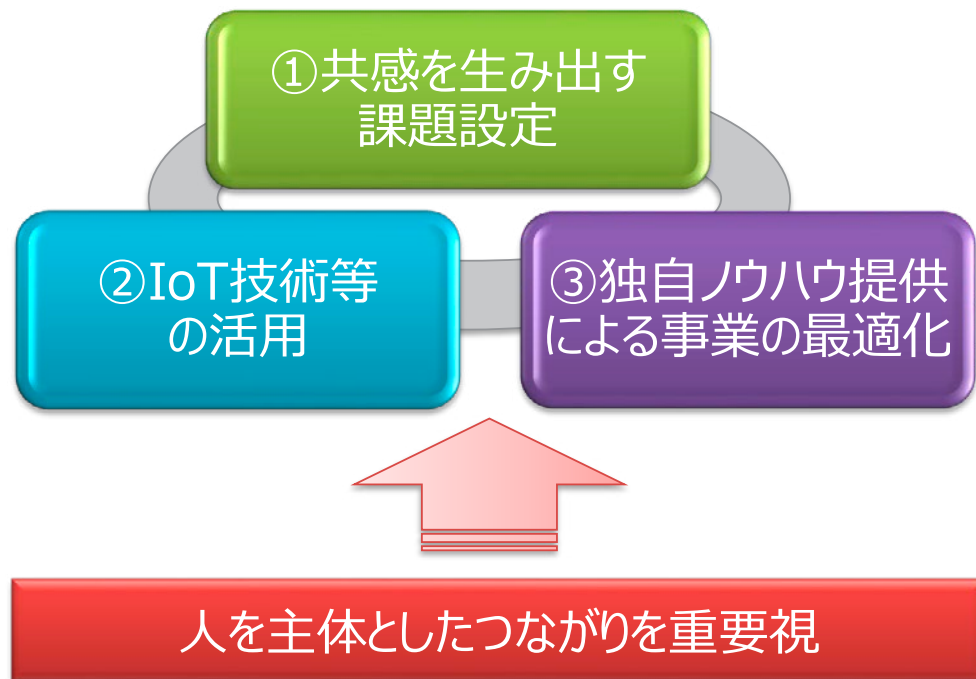 ①共感を生み出す
課題設定
②IoT技術等
の活用
③独自ノウハウ提供
による事業の最適化
人を主体としたつながりを重要視